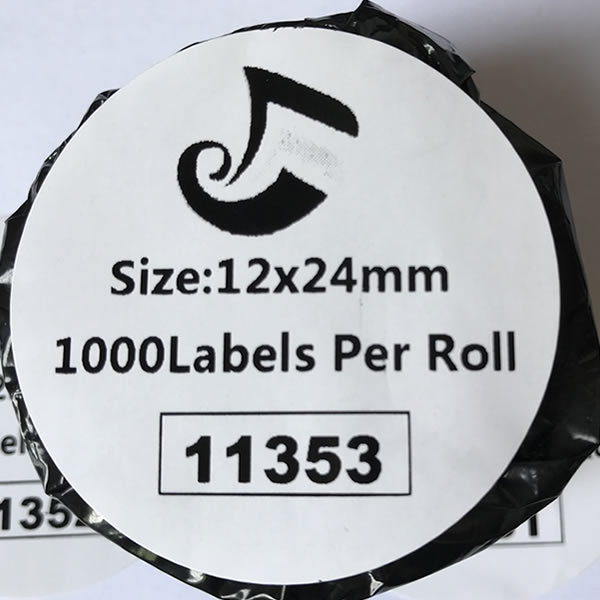 Size:12x24mm
1000Labels Per Roll
11353